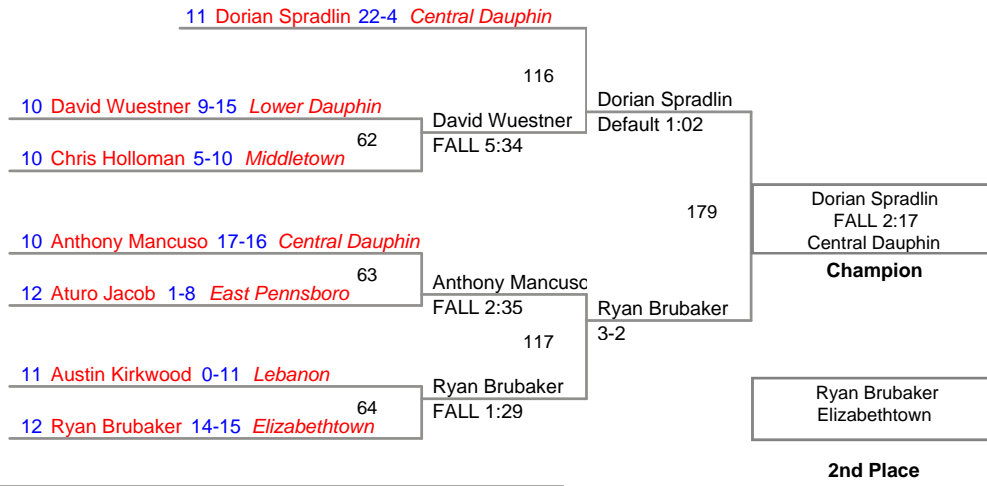 11 Dorian Spradlin 22-4 Central Dauphin
116
10 David Wuestner 9-15 Lower Dauphin
62
10 Chris Holloman 5-10 Middletown
David Wuestner
FALL 5:34
Dorian Spradlin
Default 1:02
179
10 Anthony Mancuso 17-16 Central Dauphin
63
12 Aturo Jacob 1-8 East Pennsboro
Anthony Mancuso
FALL 2:35
117
11 Austin Kirkwood 0-11 Lebanon
64
12 Ryan Brubaker 14-15 Elizabethtown
Ryan Brubaker
FALL 1:29
Ryan Brubaker
3-2
Dorian Spradlin
FALL 2:17
Central Dauphin
Champion
Ryan Brubaker
Elizabethtown
2nd Place